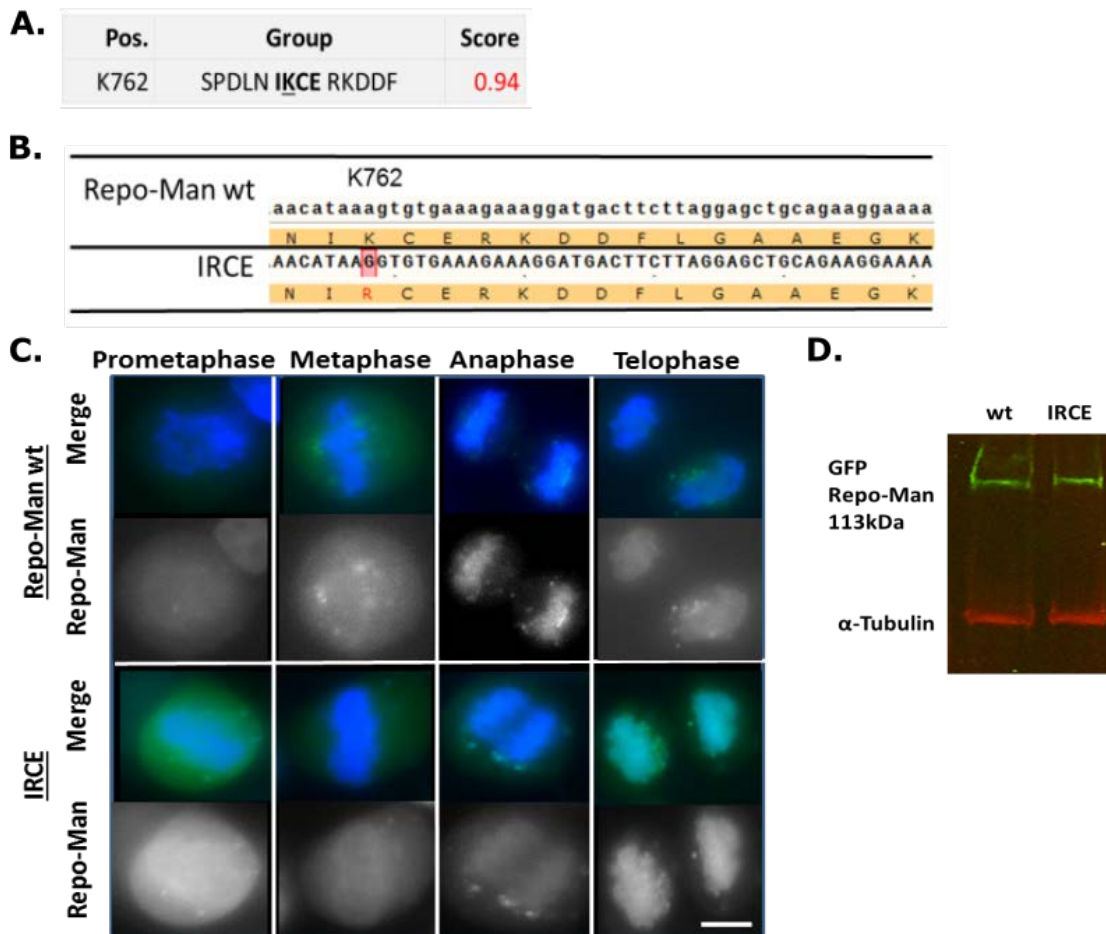 A.
Pos. Group Score
K762 SPDLN IKCE RKDDF 0.94
B.
K762
Repo-Man wt
.aacataaagtgtgaaagaaaggatgacttcttaggagctgcagaaggaaaa
N I K C E R K D D F L G A A E G K
IRCE
.AACATAAGGTGTGAAAGAAAGGATGACTTCTTAGGAGCTGCAGAAGGAAAA
N I R C E R K D D F L G A A E G K
C.
Prometaphase Metaphase Anaphase Telophase
Repo-Man wt
Merge
Repo-Man
IRCE
Merge
Repo-Man
D.
wt IRCE
GFP
Repo-Man
113kDa
α-Tubulin